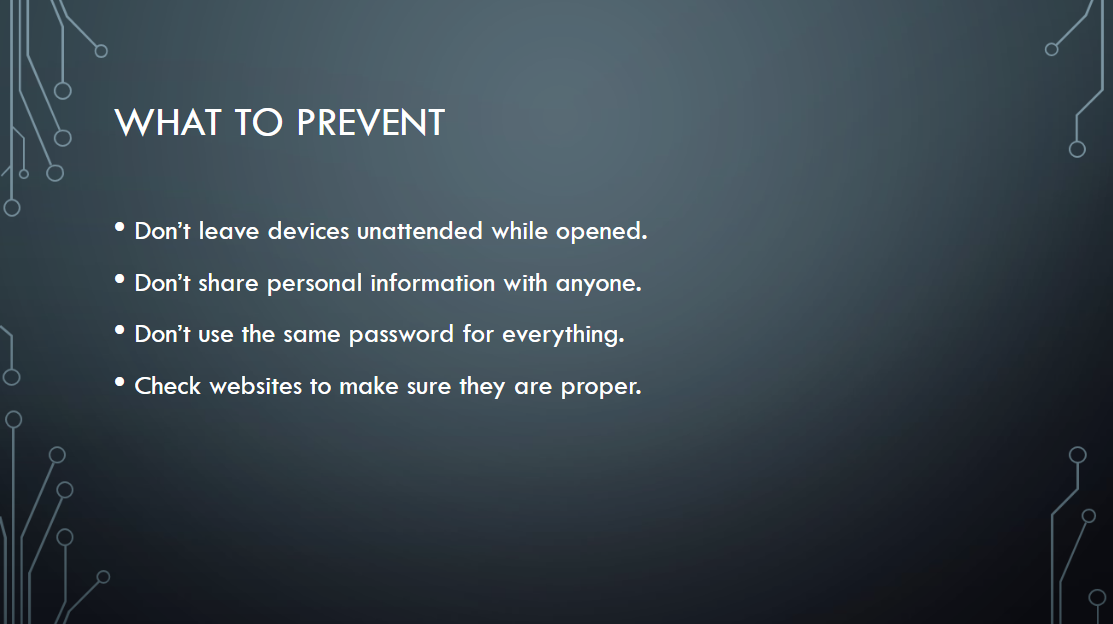 WHAT TO PREVENT
• Don’t leave devices unattended while opened.
• Don’t share personal information with anyone.
• Don’t use the same password for everything.
• Check websites to make sure they are proper.